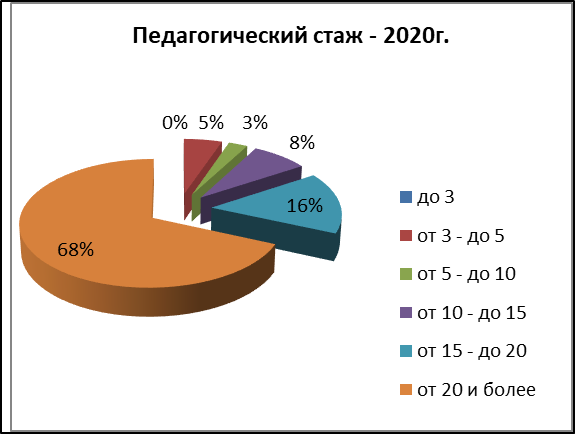 Педагогический стаж - 2020г.
0%
5%
3%
8%
16%
68%
до 3
от 3 - до 5
от 5 - до 10
от 10 - до 15
от 15 - до 20
от 20 и более